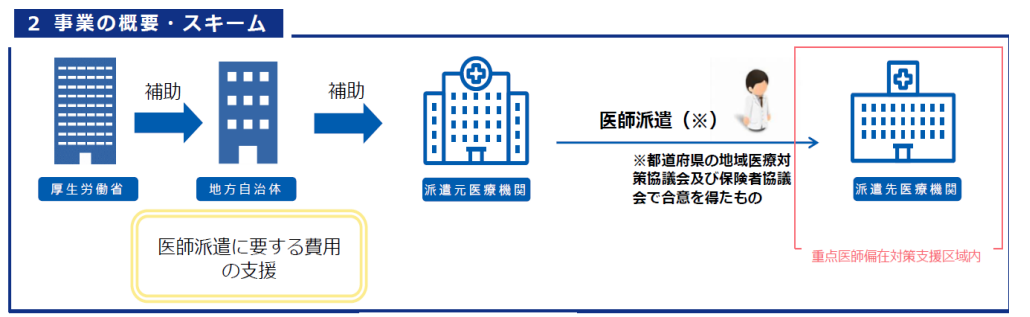 2 事業の概要・スキーム
補助
補助
医師派遣（※）
※都道府県の地域医療対
策協議会及び保険者協議
会で合意を得たもの
厚生労働省
地方自治体
派遣元医療機関
派遣先医療機関
医師派遣に要する費用
の支援
重点医師偏在対策支援区域内